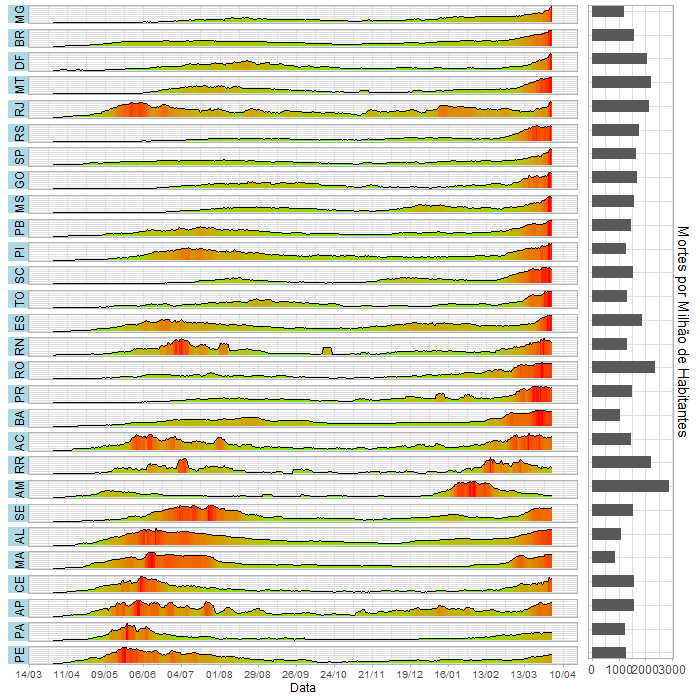 MG
BR
DF
MT
RJ
RS
SP
GO
MS
PB
PI
SC
TO
ES
RN
RO
PR
BA
AC
RR
AM
SE
AL
MA
CE
AP
PA
PE
14/03 11/04 09/05 06/06 04/07 01/08 29/08 26/09 24/10 21/11 19/12 16/01 13/02 13/03 10/04
Data
0 1000 2000 3000
Mortes por Milhão de Habitantes